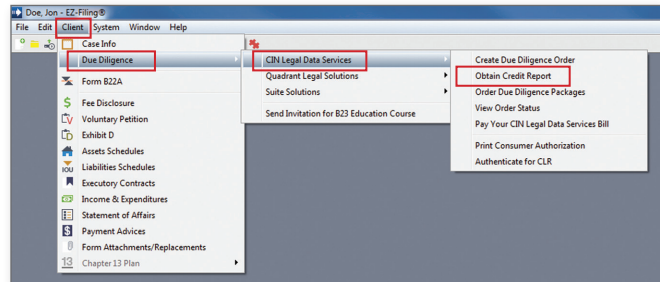 Doe, Jon - EZ-Filing®
File Edit Client System Window Help
Case Info
Due Diligence
Form B22A
Fee Disclosure
Voluntary Petition
Exhibit D
Assets Schedules
IOU Liabilities Schedules
Executory Contracts
Income & Expenditures
Statement of Affairs
$ Payment Advices
Form Attachments/Replacements
13 Chapter 13 Plan
CIN Legal Data Services
Quadrant Legal Solutions
Suite Solutions
Send Invitation for B23 Education Course
Create Due Diligence Order
Obtain Credit Report
Order Due Diligence Packages
View Order Status
Pay Your CIN Legal Data Services Bill
Print Consumer Authorization
Authenticate for CLR